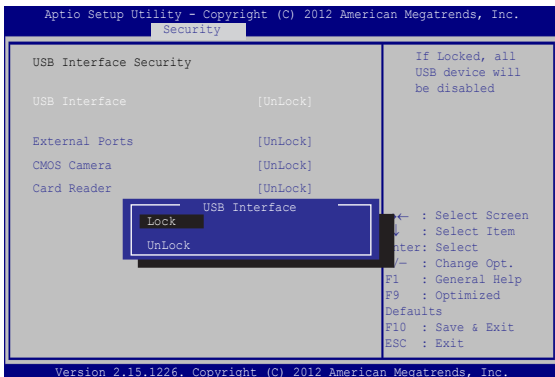 Aptio Setup Utility - Copyright (C) 2012 American Megatrends, Inc.
Security
USB Interface Security
USB Interface [UnLock]
External Ports [UnLock]
CMOS Camera [UnLock]
Card Reader [UnLock]
USB Interface
Lock
UnLock
If Locked, all
USB device will
be disabled
→← : Select Screen
↓ : Select Item
nter: Select
/— : Change Opt.
F1 : General Help
F9 : Optimized
Defaults
F10 : Save & Exit
ESC : Exit
Version 2.15.1226. Copyright (C) 2012 American Megatrends, Inc.